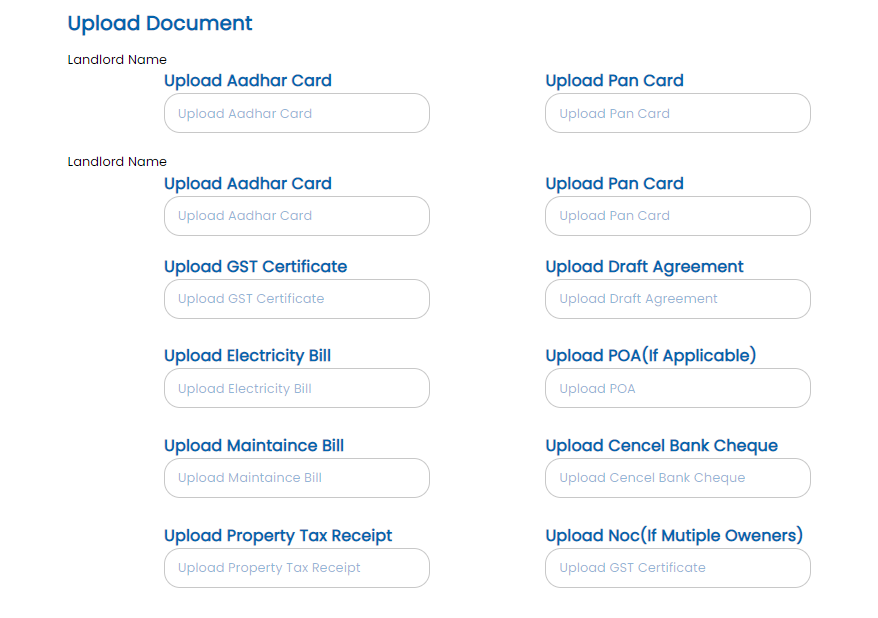 Upload Document
Landlord Name
Upload Aadhar Card Upload Pan Card
Upload Aadhar Card Upload Pan Card
Landlord Name
Upload Aadhar Card Upload Pan Card
Upload Aadhar Card Upload Pan Card
Upload GST Certificate Upload Draft Agreement
Upload GST Certificate Upload Draft Agreement
Upload Electricity Bill Upload POA(If Applicable)
Upload Electricity Bill Upload POA
Upload Maintaince Bill Upload Cencel Bank Cheque
Upload Maintaince Bill Upload Cencel Bank Cheque
Upload Property Tax Receipt Upload Noc(If Mutiple Oweners)
Upload Property Tax Receipt Upload GST Certificate